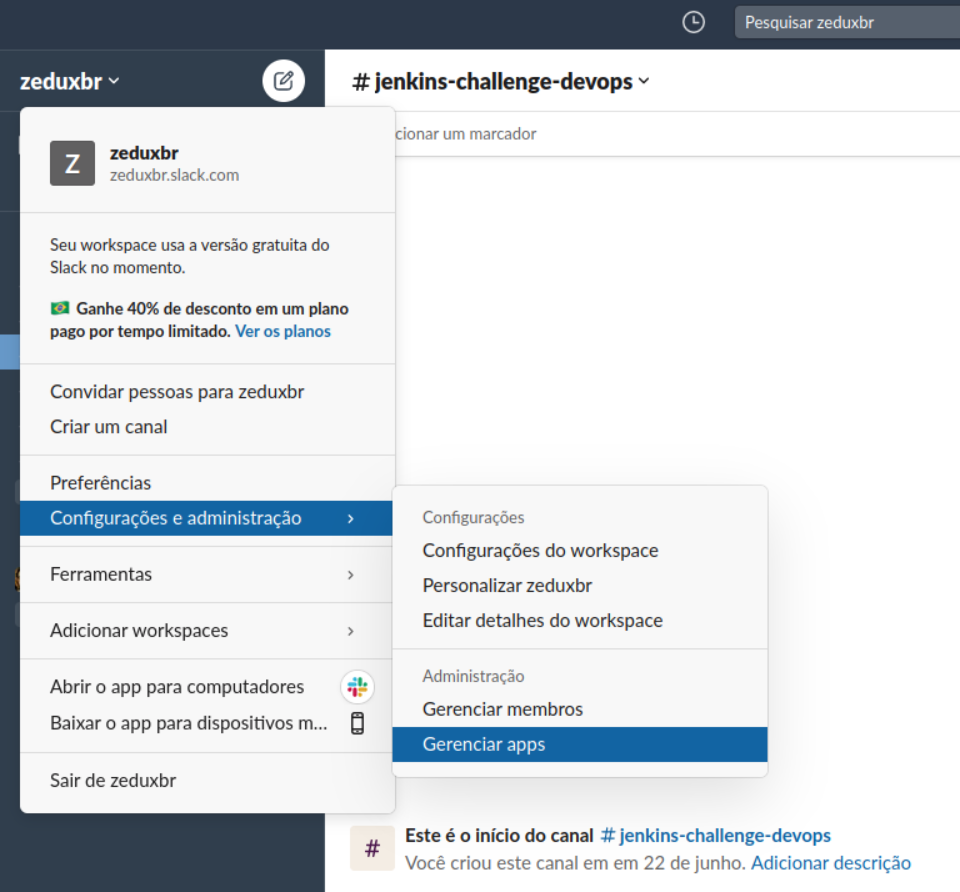 Pesquisar zeduxbr
zeduxbr
# jenkins-challenge-devops
cionar um marcador
Z
zeduxbr
zeduxbr.slack.com
Seu workspace usa a versão gratuita do
Slack no momento.
Ganhe 40% de desconto em um plano
pago por tempo limitado. Ver os planos
Convidar pessoas para zeduxbr
Criar um canal
Preferências
Configurações e administração
Configurações
Configurações do workspace
Personalizar zeduxbr
Editar detalhes do workspace
Administração
Gerenciar membros
Gerenciar apps
Ferramentas
Adicionar workspaces
Abrir o app para computadores
Baixar o app para dispositivos m...
Sair de zeduxbr
#
Este é o início do canal # jenkins-challenge-devops
Você criou este canal em em 22 de junho. Adicionar descrição